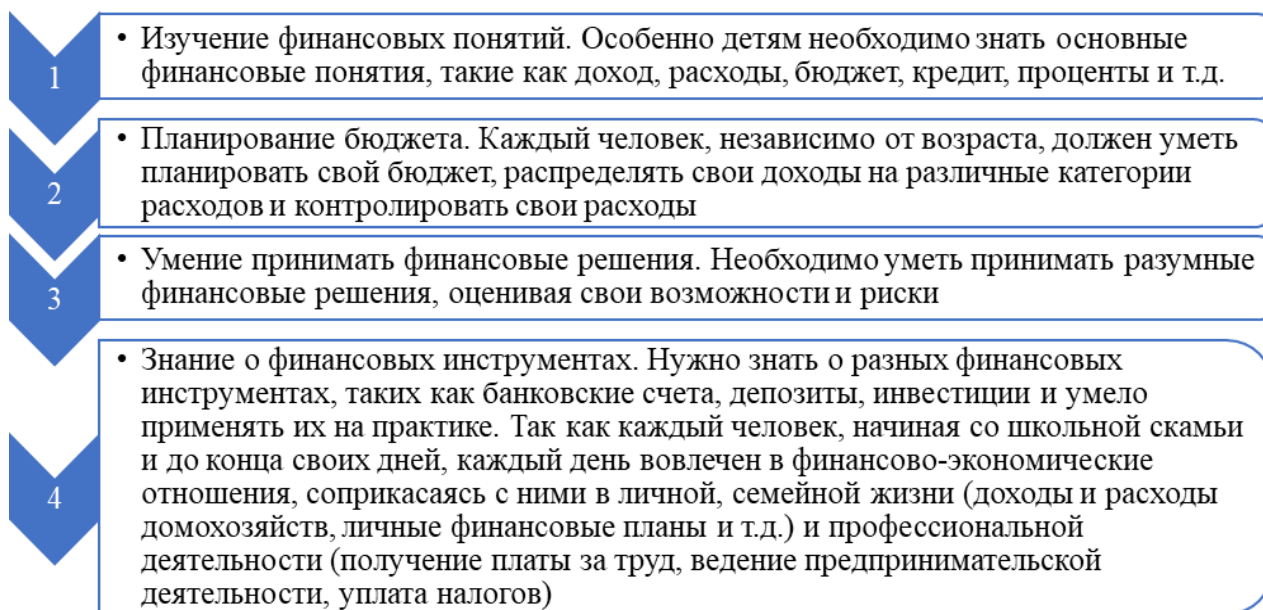 1
• Изучение финансовых понятий. Особенно детям необходимо знать основные
финансовые понятия, такие как доход, расходы, бюджет, кредит, проценты и т.д.
2
• Планирование бюджета. Каждый человек, независимо от возраста, должен уметь
планировать свой бюджет, распределять свои доходы на различные категории
расходов и контролировать свои расходы
3
• Умение принимать финансовые решения. Необходимо уметь принимать разумные
финансовые решения, оценивая свои возможности и риски
4
• Знание о финансовых инструментах. Нужно знать о разных финансовых
инструментах, таких как банковские счета, депозиты, инвестиции и умело
применять их на практике. Так как каждый человек, начиная со школьной скамьи
и до конца своих дней, каждый день вовлечен в финансово-экономические
отношения, соприкасаясь с ними в личной, семейной жизни (доходы и расходы
домохозяйств, личные финансовые планы и т.д.) и профессиональной
деятельности (получение платы за труд, ведение предпринимательской
деятельности, уплата налогов)